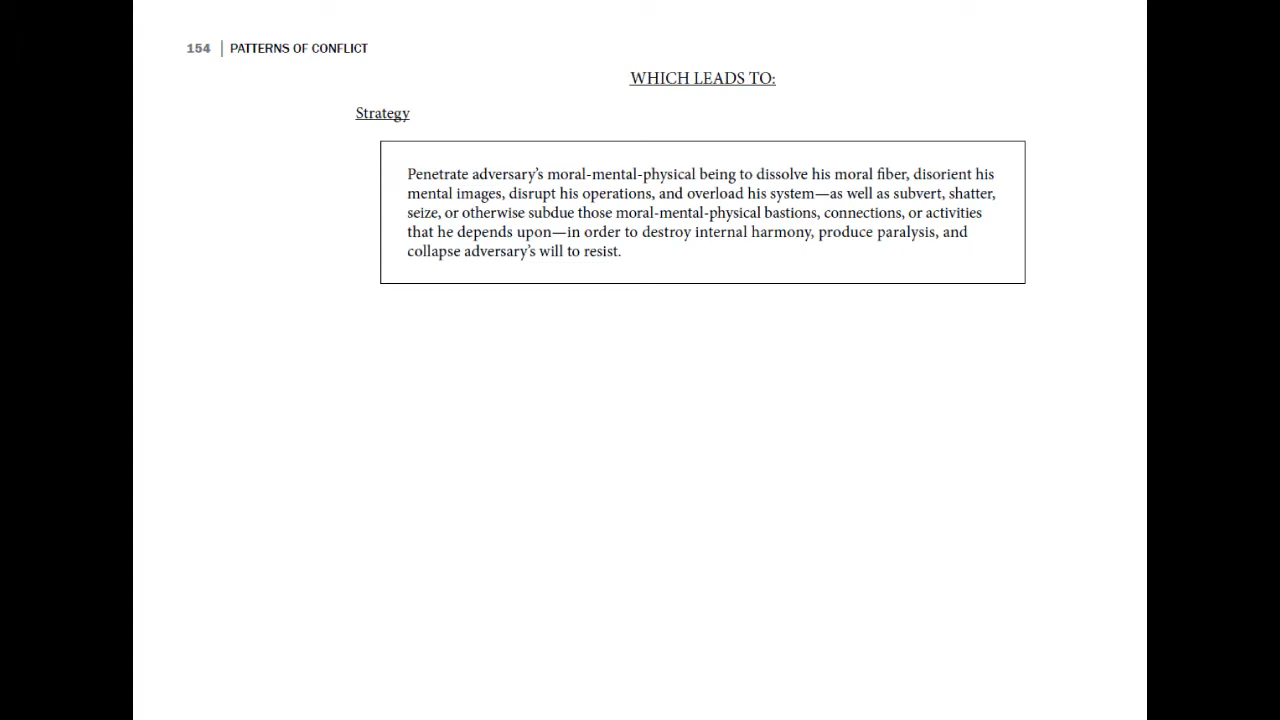 154 | PATTERNS OF CONFLICT
WHICH LEADS TO:
Strategy
Penetrate adversary’s moral-mental-physical being to dissolve his moral fiber, disorient his
mental images, disrupt his operations, and overload his system—as well as subvert, shatter,
seize, or otherwise subdue those moral-mental-physical bastions, connections, or activities
that he depends upon—in order to destroy internal harmony, produce paralysis, and
collapse adversary’s will to resist.